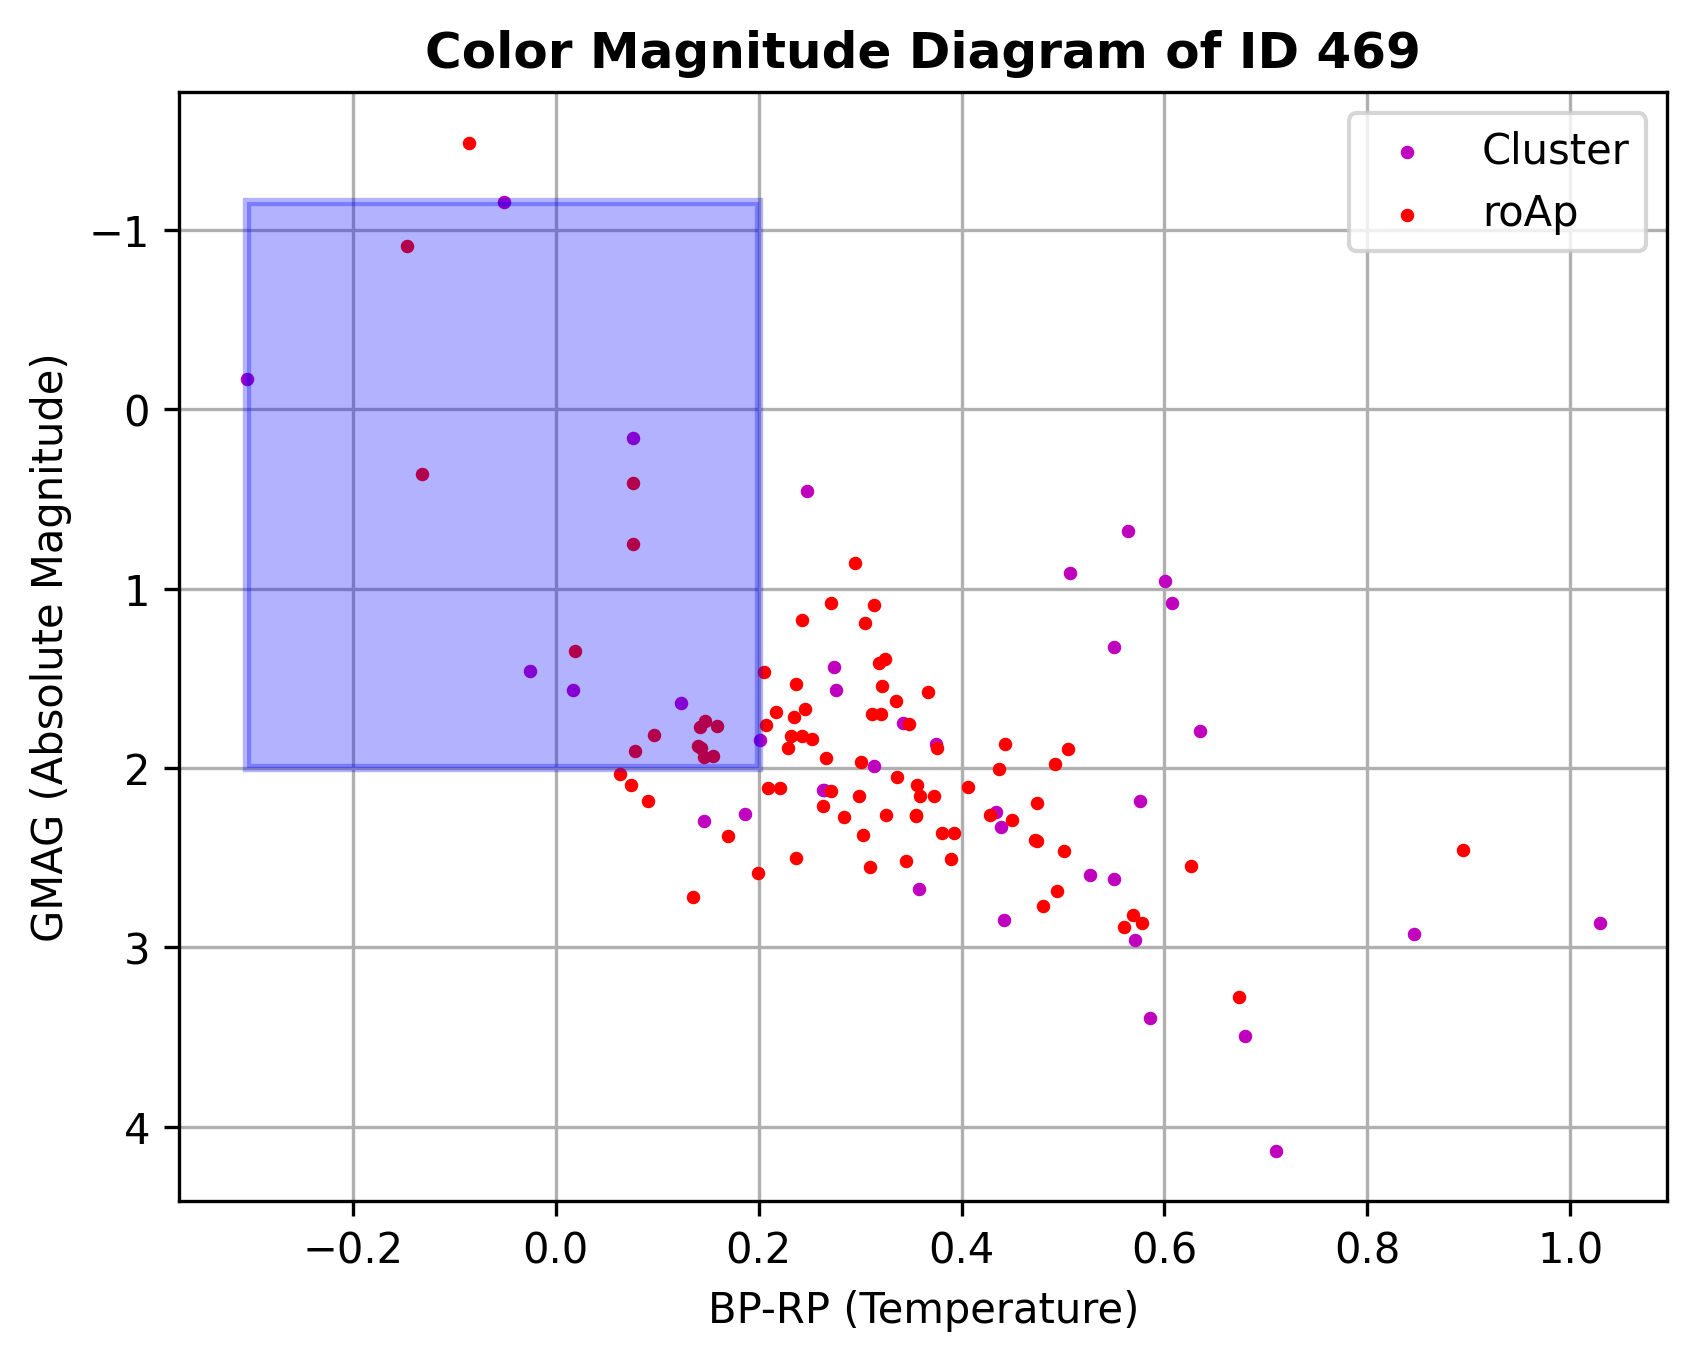 Color Magnitude Diagram of ID 469
Cluster
roAp
−1
0
1
2
3
4
GMAG (Absolute Magnitude)
−0.2 0.0 0.2 0.4 0.6 0.8 1.0
BP-RP (Temperature)